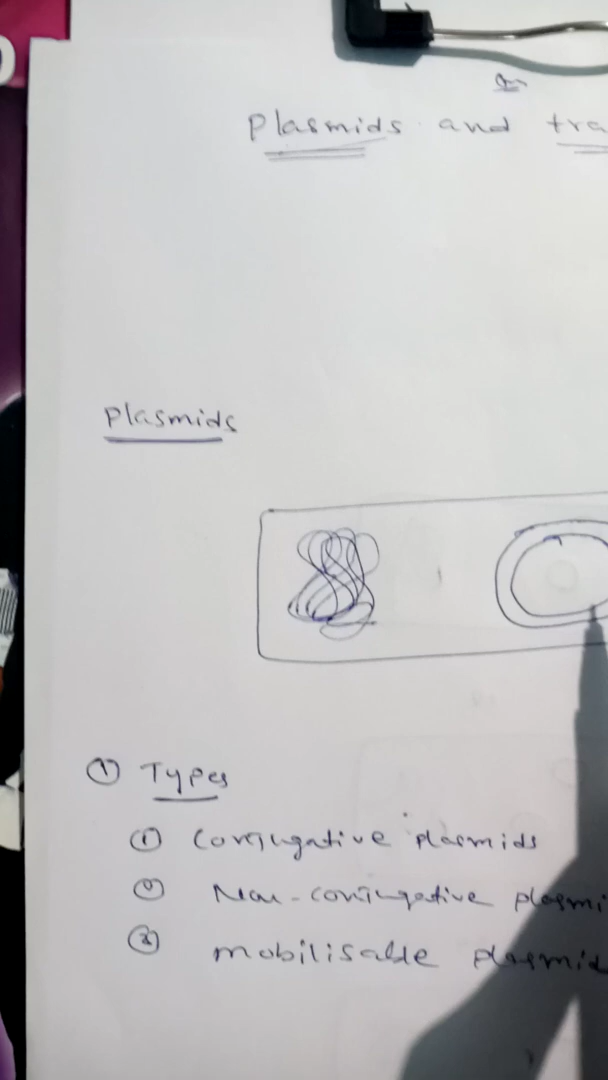 Plasmids and tra
Plasmids
① Types
① Conjugative plasmids
② Non-conjugative plasmi
③ mobilisable plasmid